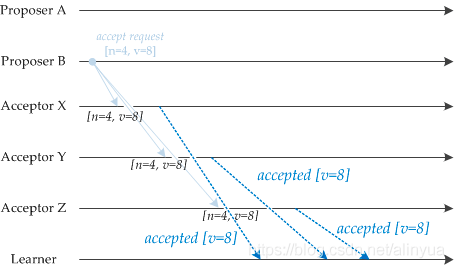 Proposer A
accept request
[n=4, v=8]
Proposer B
Acceptor X
[n=4, v=8]
Acceptor Y
[n=4, v=8]
accepted [v=8]
Acceptor Z
[n=4, v=8]
accepted [v=8]
accepted [v=8]
https://blog.csdn.net/alinyua
Learner